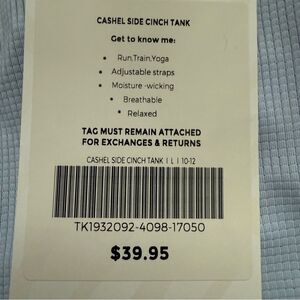 CASHEL SIDE CINCH TANK
Get to know me:
• Run,Train,Yoga
• Adjustable straps
• Moisture -wicking
• Breathable
• Relaxed
TAG MUST REMAIN ATTACHED
FOR EXCHANGES & RETURNS
CASHEL SIDE CINCH TANK | L | 10-12
TK1932092-4098-17050
$39.95